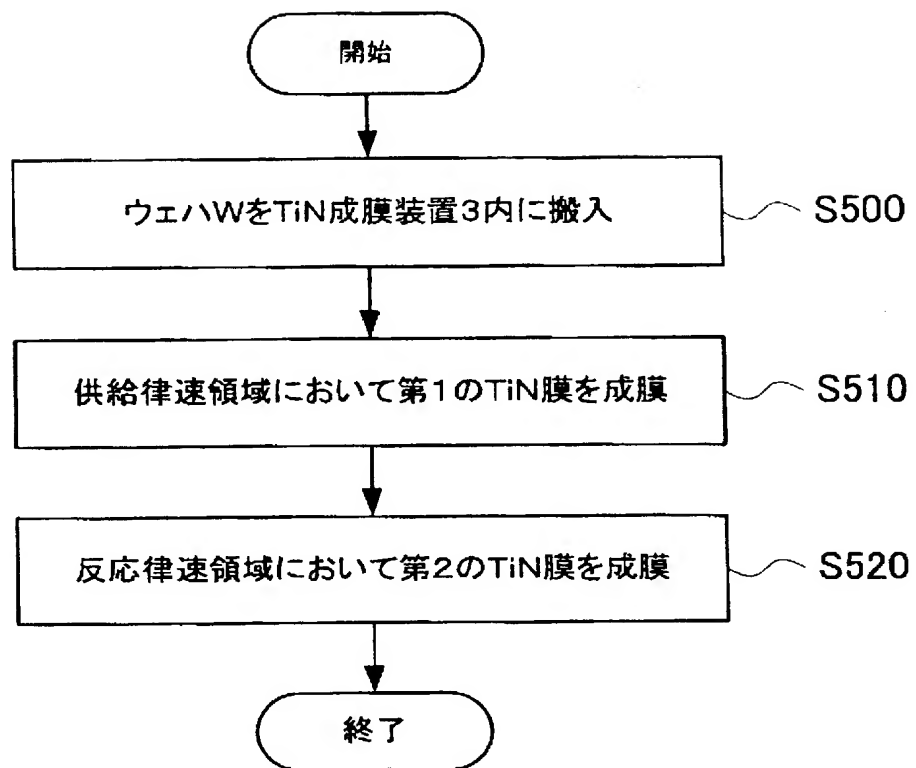 開始
ウェハWをTiN成膜装置3内に搬入
S500
供給律速領域において第1のTiN膜を成膜
S510
反応律速領域において第2のTiN膜を成膜
S520
終了